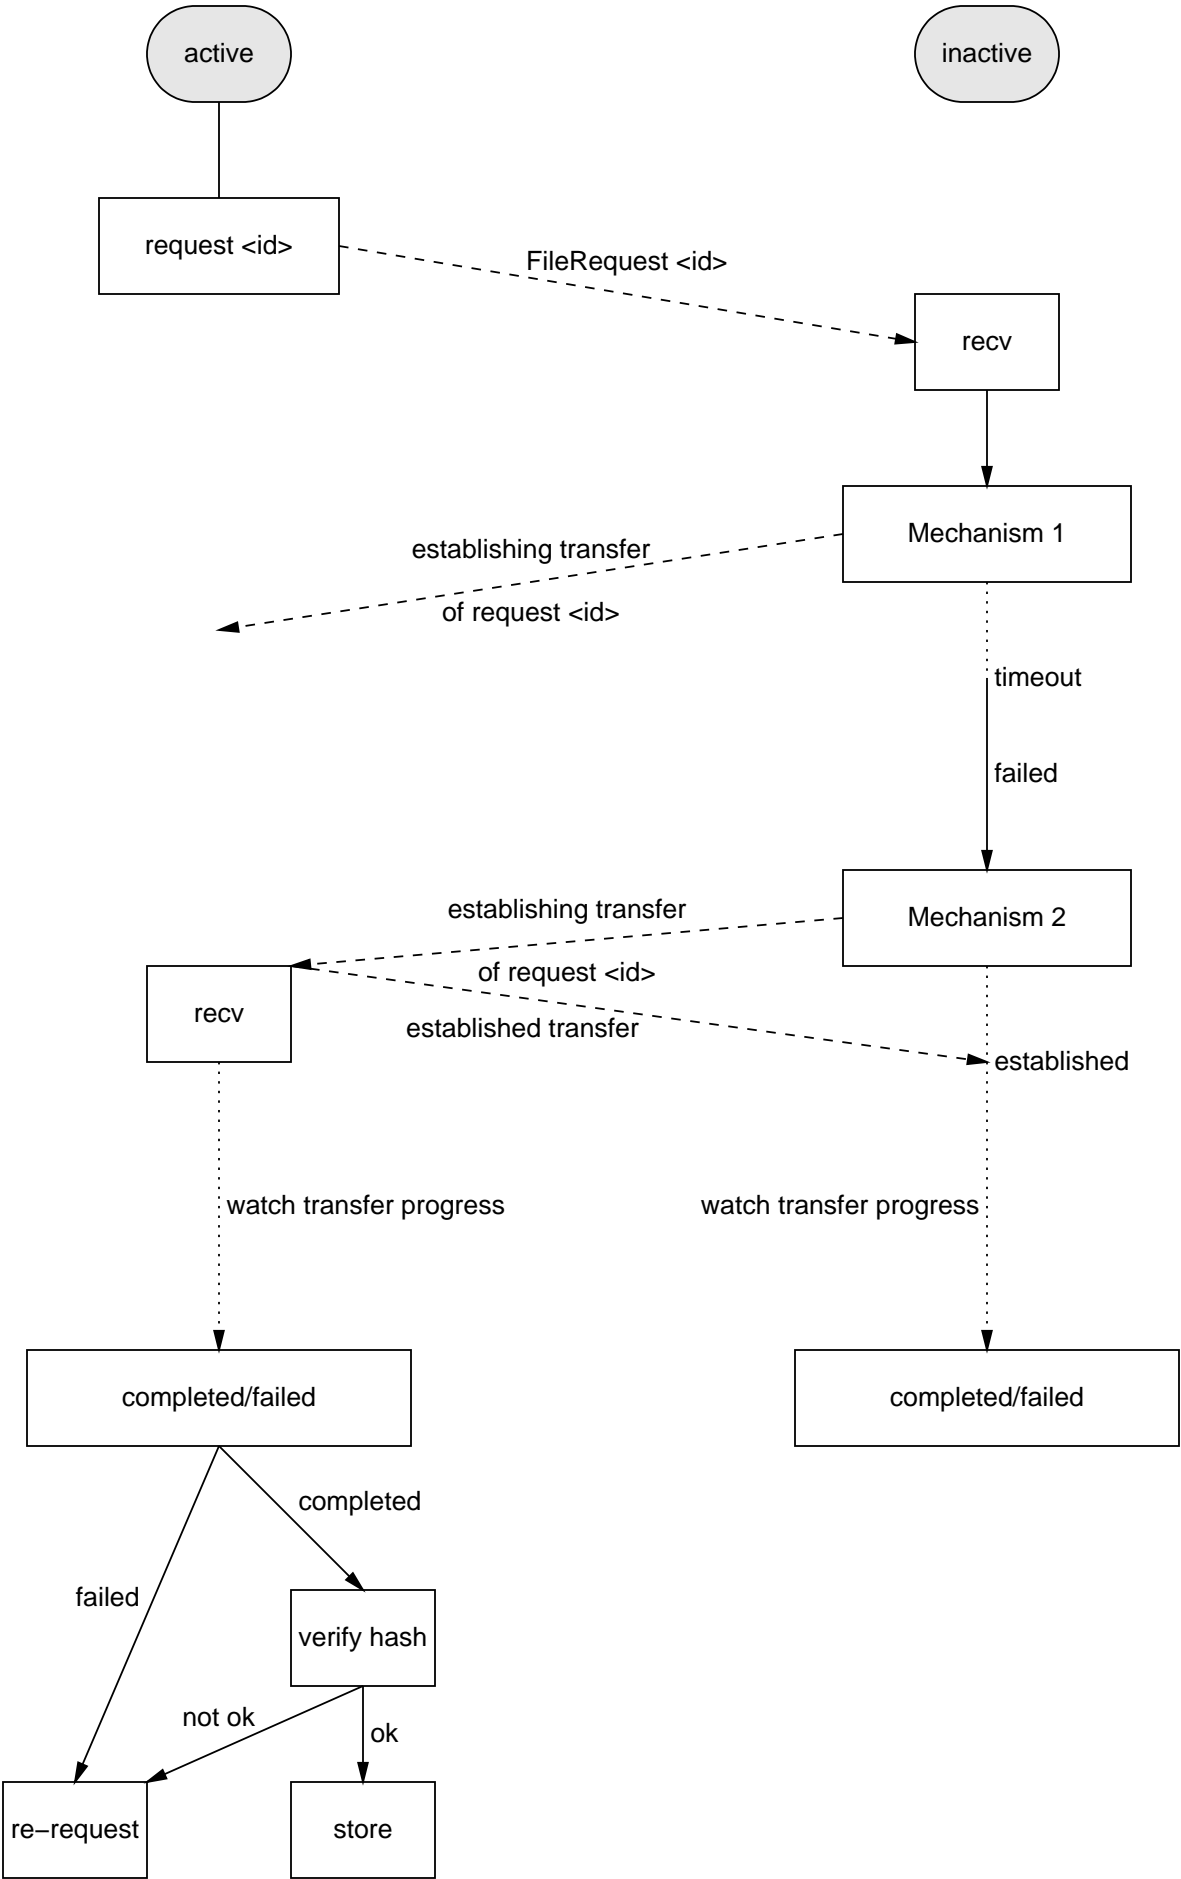 active
inactive
request <id>
FileRequest <id>
recv
Mechanism 1
establishing transfer
of request <id>
timeout
failed
Mechanism 2
establishing transfer
of request <id>
recv
established transfer
established
watch transfer progress
watch transfer progress
completed/failed
completed/failed
completed
failed
verify hash
not ok
ok
re−request
store